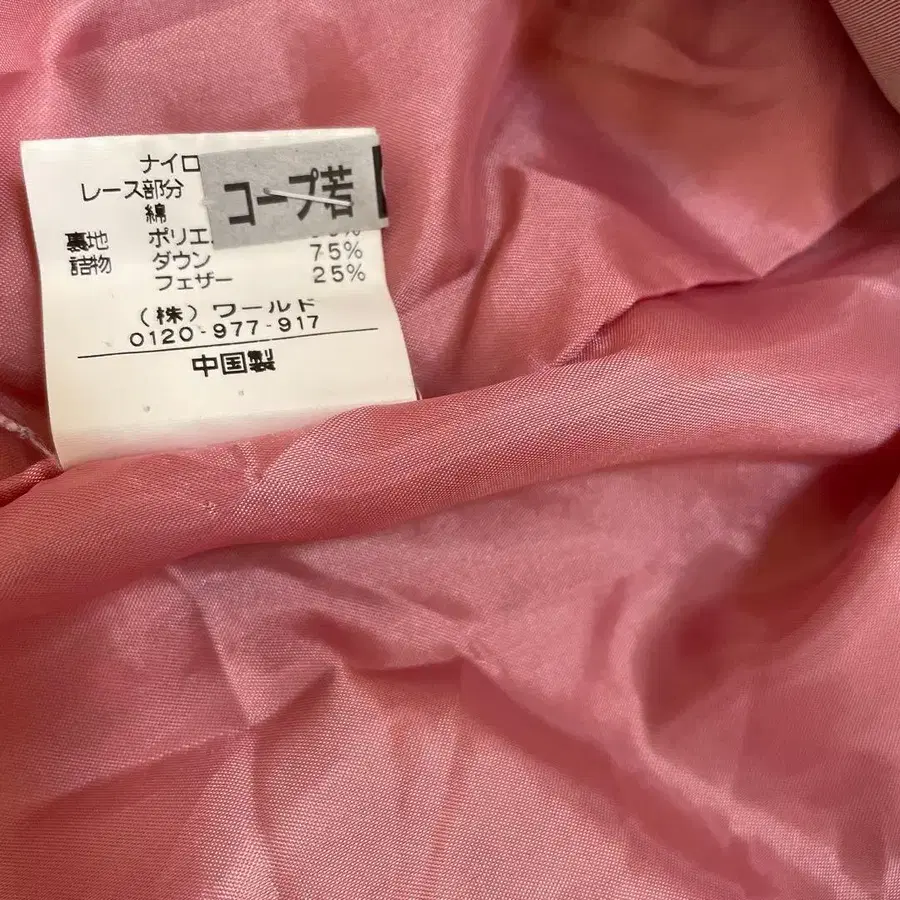 ナイロ
レース部分
綿
コープ若
裏地 ポリエ
詰物 ダウン 75%
フェザー 25%
(株)ワールド
0120-977-917
中国製